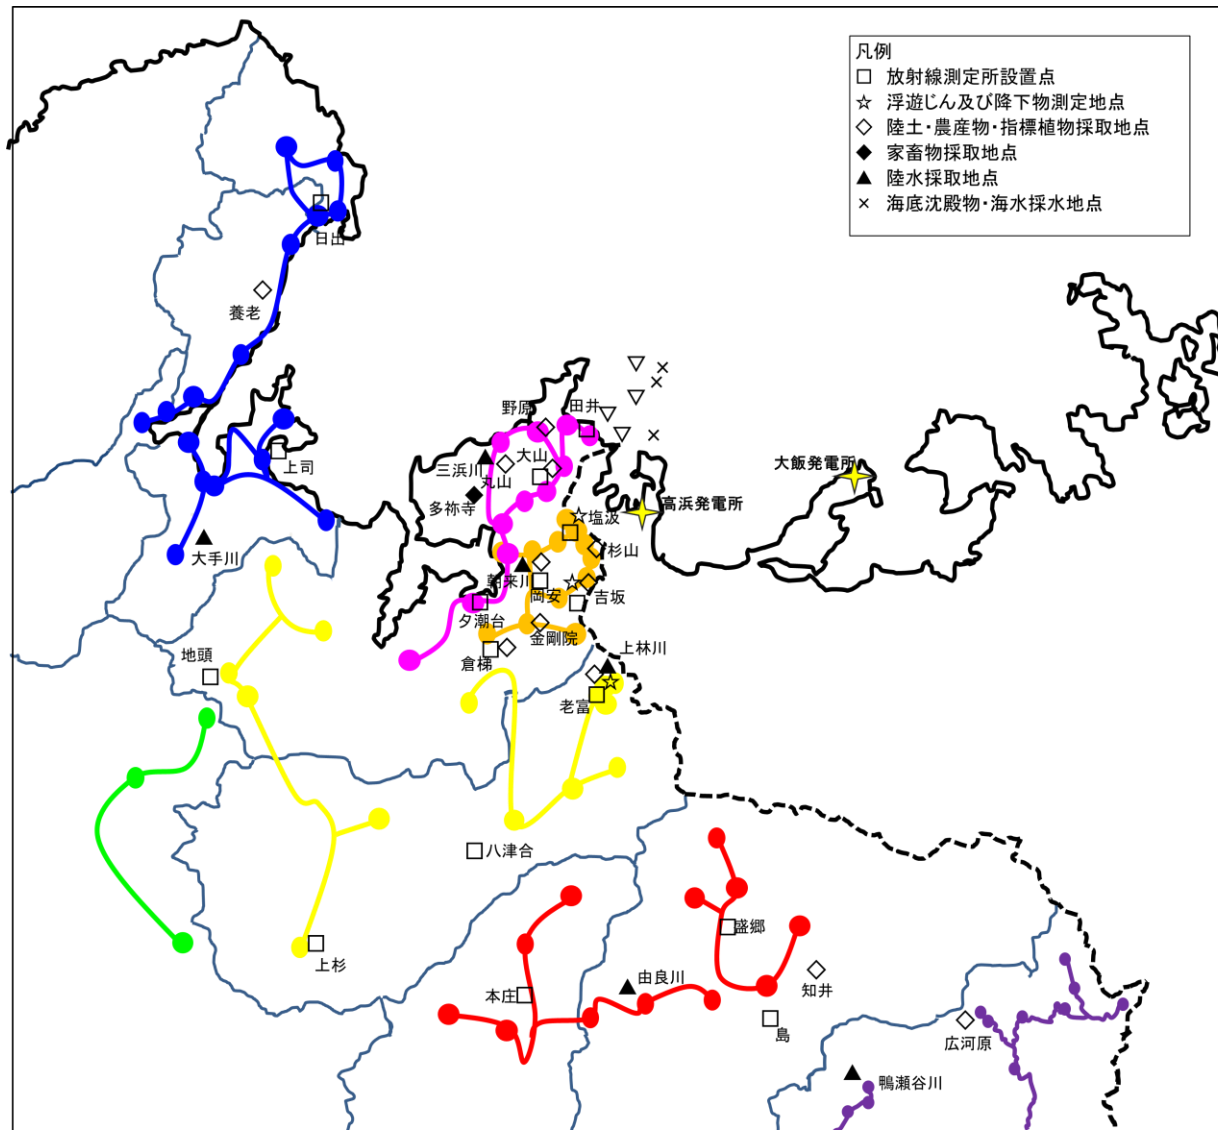 凡例
放射線測定所設置点
浮遊じん及び降下物測定地点
陸土・農産物・指標植物採取地点
家畜物採取地点
陸水採取地点
海底沈殿物・海水採水地点
日出
養老
野原
田井
大山
三浜川
丸山
上司
大飯発電所
多祢寺
高浜発電所
塩波
大手川
杉山
朝来川
岡安
吉坂
夕潮台
金剛院
上林川
倉梯
地頭
老富
八津合
盛郷
上杉
由良川
知井
本庄
島
広河原
鴨瀬谷川